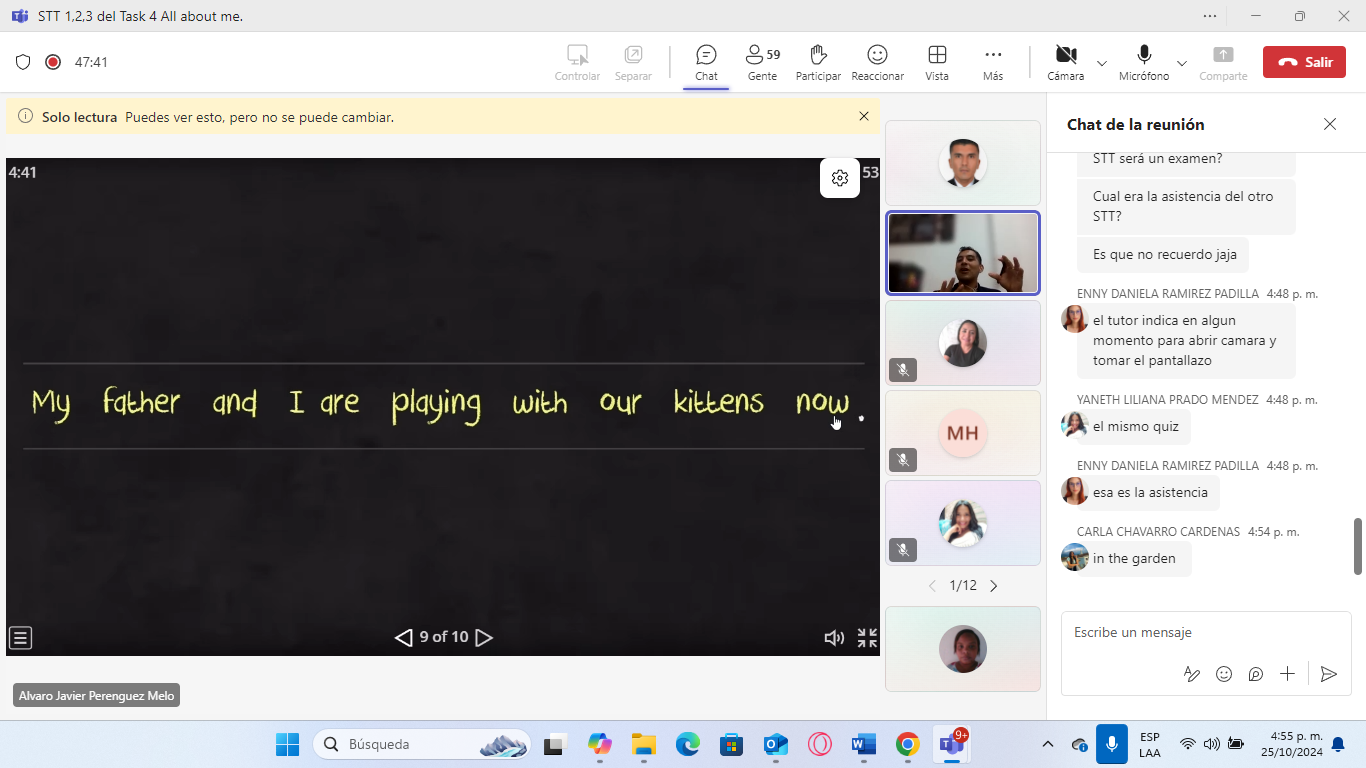 STT 1,2,3 del Task 4 All about me.
47:41
Controlar
Separar
Chat
59
Gente
Participar
Reaccionar
Vista
Más
Cámara
Micrófono
Comparte
Salir
Solo lectura Puedes ver esto, pero no se puede cambiar.
4:41
53
My father and I are playing with our kittens now.
9 of 10
Alvaro Javier Perenguez Melo
MH
1/12
Chat de la reunión
STT será un examen?
Cual era la asistencia del otro
STT?
Es que no recuerdo jaja
ENNY DANIELA RAMIREZ PADILLA 4:48 p. m.
el tutor indica en algun
momento para abrir camara y
tomar el pantallazo
YANETH LILIANA PRADO MENDEZ 4:48 p. m.
el mismo quiz
ENNY DANIELA RAMIREZ PADILLA 4:48 p. m.
esa es la asistencia
CARLA CHAVARRO CARDENAS 4:54 p. m.
in the garden
Escribe un mensaje
Búsqueda
9+
ESP
LAA
4:55 p. m.
25/10/2024